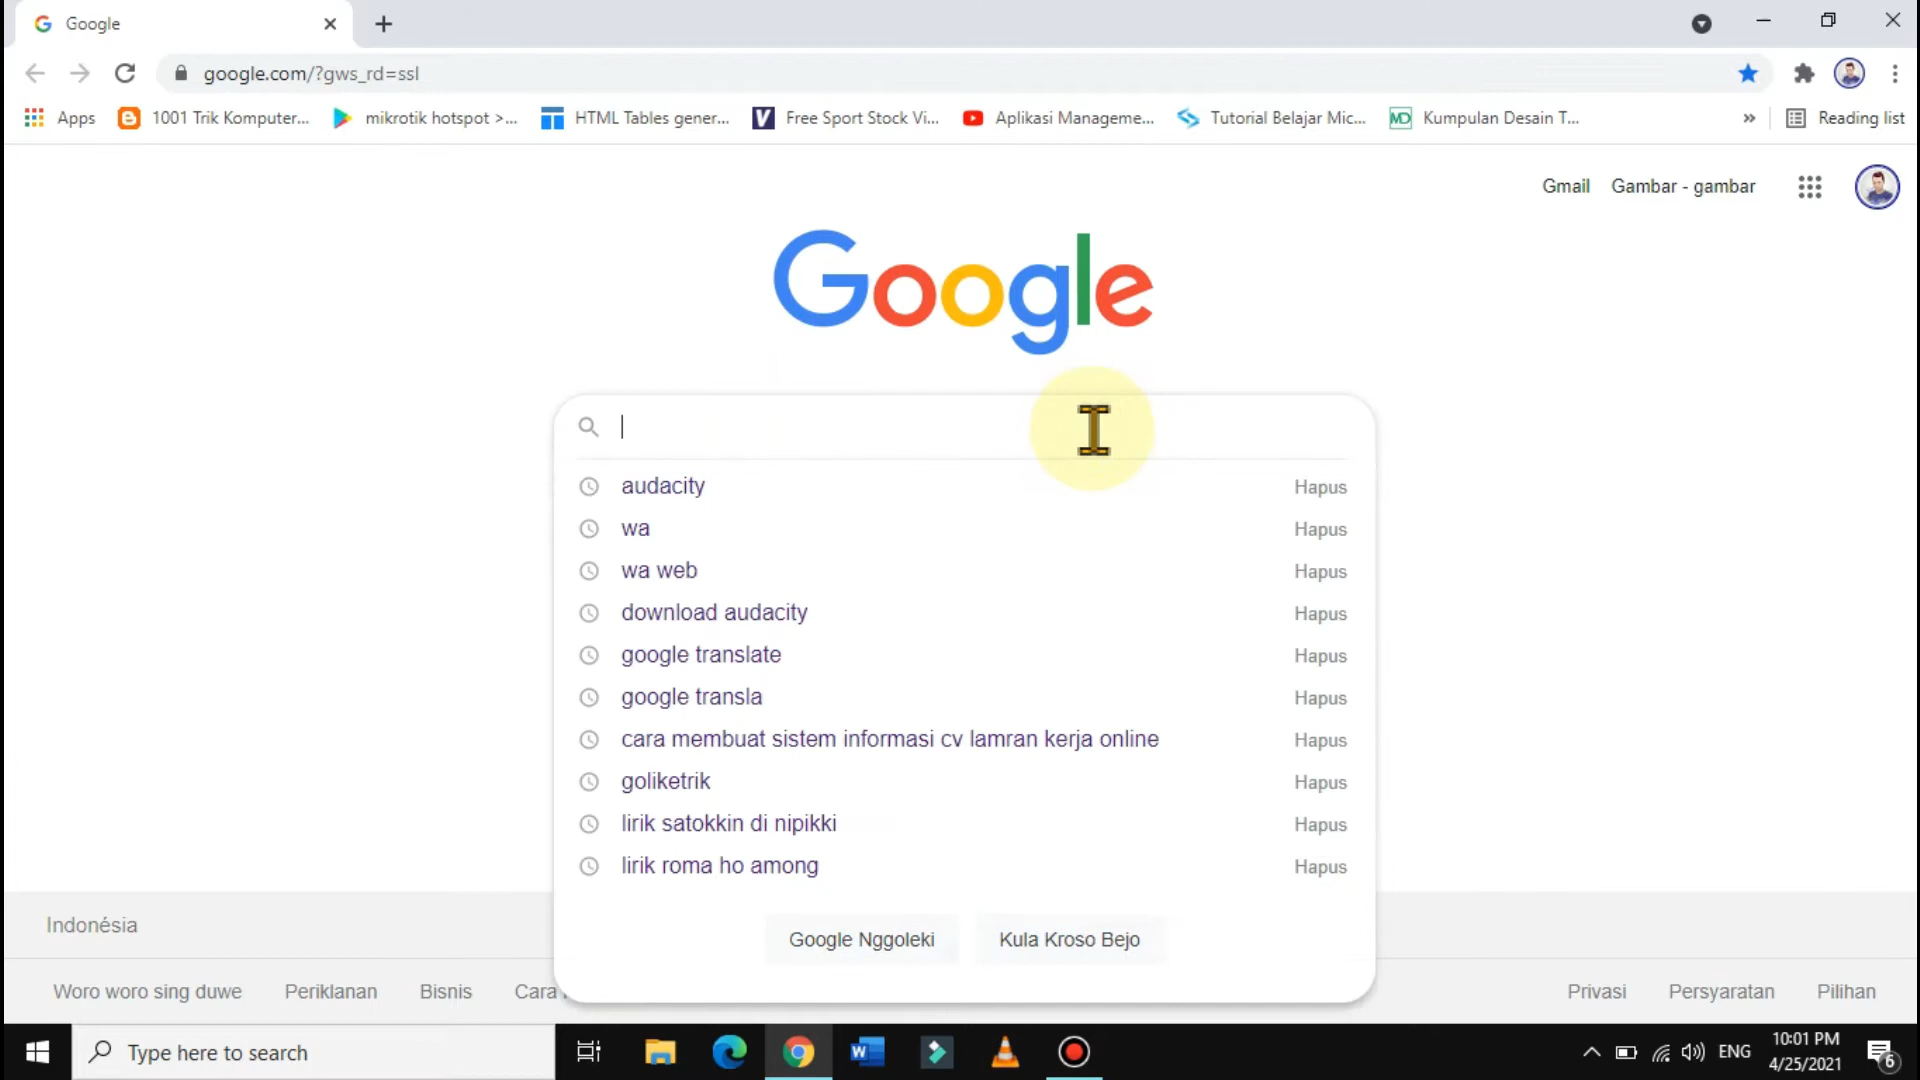 Google
google.com/?gws_rd=ssl
Apps 1001 Trik Komputer... mikrotik hotspot >... HTML Tables gener... Free Sport Stock Vi... Aplikasi Manageme... Tutorial Belajar Mic... MD Kumpulan Desain T... » Reading list
Gmail Gambar - gambar
Google
audacity Hapus
wa Hapus
wa web Hapus
download audacity Hapus
google translate Hapus
google transla Hapus
cara membuat sistem informasi cv lamran kerja online Hapus
goliketrik Hapus
lirik satokkin di nipikki Hapus
lirik roma ho among Hapus
Indonésia
Google Nggoleki Kula Kroso Bejo
Woro woro sing duwe Periklanan Bisnis Cara Privasi Persyaratan Pilihan
Type here to search ENG 10:01 PM
4/25/2021 6